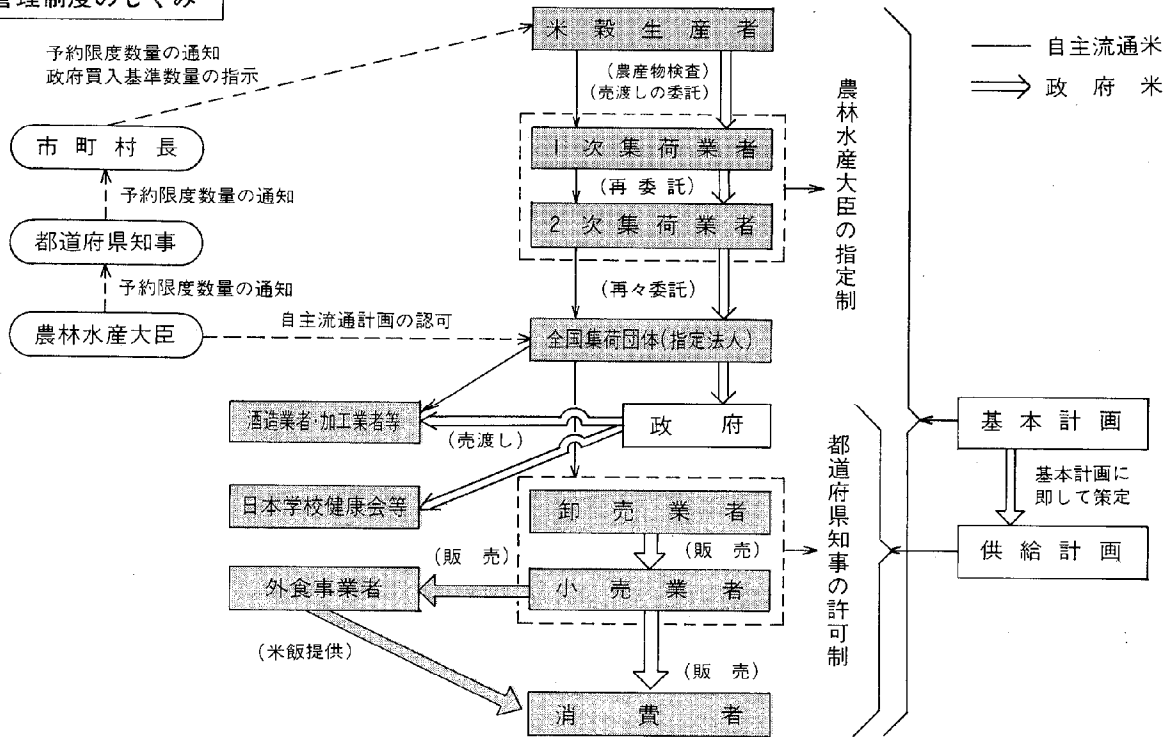 管理制度のしくみ
米穀生産者
予約限度数量の通知
政府買入基準数量の指示
(農産物検査)
(売渡しの委託)
自主流通米
政府米
市町村長
1次集荷業者
予約限度数量の通知
(再委託)
都道府県知事
2次集荷業者
農林水産大臣の指定制
予約限度数量の通知
(再々委託)
農林水産大臣
自主流通計画の認可
全国集荷団体(指定法人)
酒造業者・加工業者等
(売渡し)
政府
基本計画
基本計画に
即して策定
日本学校健康会等
卸売業者
(販売)
都道府県知事の許可制
供給計画
外食事業者
(販売)
小売業者
(米飯提供)
(販売)
消費者